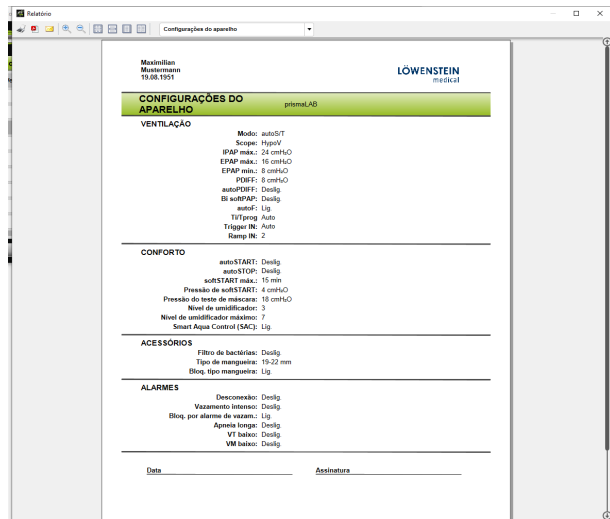 Relatório
Configurações do aparelho
Maximilian
Mustermann
19.08.1951
LÖWENSTEIN
medical
CONFIGURAÇÕES DO
APARELHO
prismaLAB
VENTILAÇÃO
Modo: autoS/T
Scope: HypoV
IPAP máx.: 24 cmH₂O
EPAP máx.: 16 cmH₂O
EPAP mín.: 8 cmH₂O
PDIFF: 8 cmH₂O
autoPDIFF: Deslig.
Bi softPAP: Deslig.
autoF: Lig.
Ti/Tprog Auto
Trigger IN: Auto
Ramp IN: 2
CONFORTO
autoSTART: Deslig.
autoSTOP: Deslig.
softSTART máx.: 15 min
Pressão de softSTART: 4 cmH₂O
Pressão do teste de máscara: 18 cmH₂O
Nível de umidificador: 3
Nível de umidificador máximo: 7
Smart Aqua Control (SAC): Lig.
ACESSÓRIOS
Filtro de bactérias: Deslig.
Tipo de mangueira: 19-22 mm
Bloq. tipo mangueira: Lig.
ALARMES
Desconexão: Deslig.
Vazamento intenso: Deslig.
Bloq. por alarme de vazam.: Lig.
Apneia longa: Deslig.
VT baixo: Deslig.
VM baixo: Deslig.
Data Assinatura